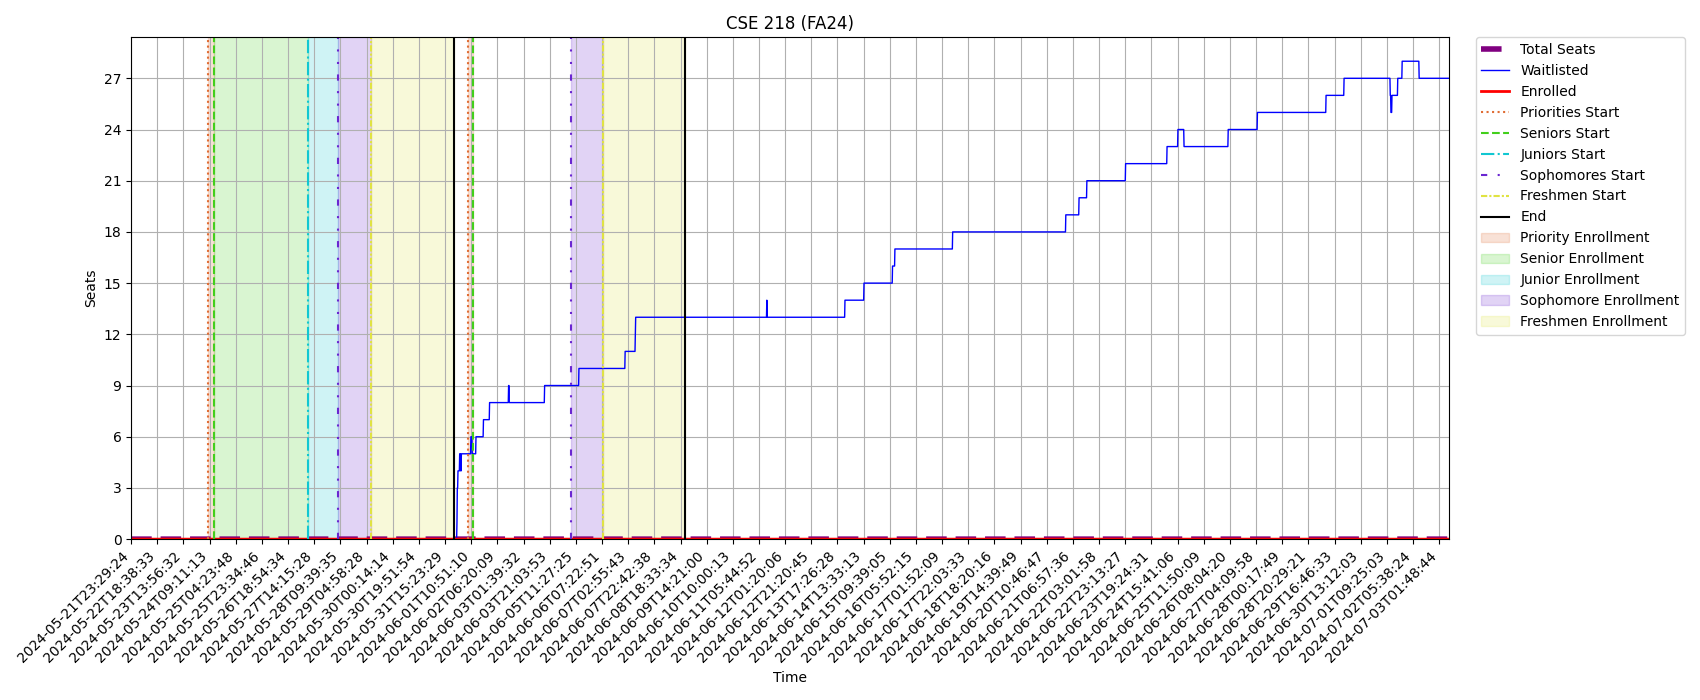 CSE 218 (FA24)
Seats
27
24
21
18
15
12
9
6
3
0
2024-05-21T23:29:24
2024-05-22T18:38:33
2024-05-23T13:56:32
2024-05-24T09:11:13
2024-05-25T04:23:48
2024-05-25T23:34:46
2024-05-26T18:54:34
2024-05-27T14:15:28
2024-05-28T09:39:35
2024-05-29T04:58:28
2024-05-30T00:14:14
2024-05-30T19:51:54
2024-05-31T15:23:29
2024-06-01T10:51:10
2024-06-02T06:20:09
2024-06-03T01:39:32
2024-06-03T21:03:53
2024-06-05T11:27:25
2024-06-06T07:22:51
2024-06-07T02:55:43
2024-06-07T22:42:38
2024-06-08T18:33:34
2024-06-09T14:21:00
2024-06-10T10:00:13
2024-06-11T05:44:52
2024-06-12T01:20:06
2024-06-12T21:20:45
2024-06-13T17:26:28
2024-06-14T13:33:13
2024-06-15T09:39:05
2024-06-16T05:52:15
2024-06-17T01:52:09
2024-06-17T22:03:33
2024-06-18T18:20:16
2024-06-19T14:39:49
2024-06-20T10:46:47
2024-06-21T06:57:36
2024-06-22T03:01:58
2024-06-22T23:13:27
2024-06-23T19:24:31
2024-06-24T15:41:06
2024-06-25T11:50:09
2024-06-26T08:04:20
2024-06-27T04:09:58
2024-06-28T00:17:49
2024-06-28T20:29:21
2024-06-29T16:46:33
2024-06-30T13:12:03
2024-07-01T09:25:03
2024-07-02T05:38:24
2024-07-03T01:48:44
Time
Total Seats
Waitlisted
Enrolled
Priorities Start
Seniors Start
Juniors Start
Sophomores Start
Freshmen Start
End
Priority Enrollment
Senior Enrollment
Junior Enrollment
Sophomore Enrollment
Freshmen Enrollment